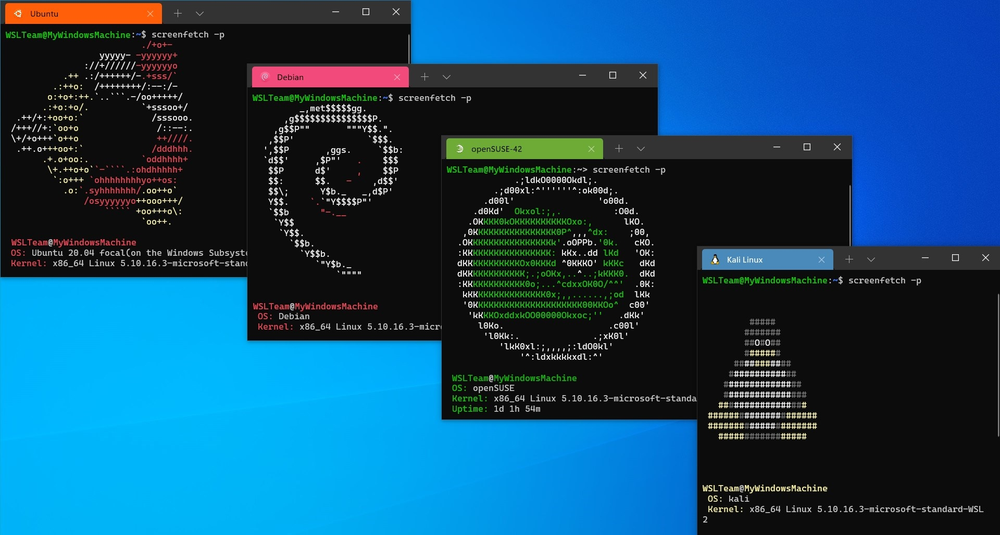 Ubuntu
WSLTeam@MyWindowsMachine:~$ screenfetch -p
./+o+-
yyyyy- -yyyyyy+
://+//////-yyyyyyo
.++ .:/++++++/-.+sss/`
.:++o:  /++++++++/:--:/-
o:+o+:++.`..```.-/oo+++++/
.:+o:+o/.          `+sssoo+/
.++/+:+oo+o:`             /sssooo.
/+++//+:`oo+o               /::--:.
\+/+o+++`o++o               ++////.
.++.o+++oo+:`             /dddhhh.
.+.o+oo:.          `oddhhhh+
\+.++o+o``-````.:ohdhhhhh+
`:o+++ `ohhhhhhhhyo++os:
.o:`.syhhhhhhh/.oo++o`
/osyyyyyyo++ooo+++/
````` +oo+++o\:
`oo++.
WSLTeam@MyWindowsMachine
OS: Ubuntu 20.04 focal(on the Windows Subsyste
Kernel: x86_64 Linux 5.10.16.3-microsoft-stand
Debian
WSLTeam@MyWindowsMachine:~$ screenfetch -p
_,met$$$$$gg.
,g$$$$$$$$$$$$$$$P.
,g$$P""       """Y$$.".
,$$P'              `$$$.
',$$P       ,ggs.     `$$b:
`d$$'     ,$P"'   .    $$$
$$P      d$'     ,    $$P
$$:      $$.   -    ,d$$'
$$\;      Y$b._   _,d$P'
Y$$.    `.`"Y$$$$P"'
`$$b      "-.__
`Y$$
`Y$$.
`$$b.
`Y$$b.
`"Y$b._
`""""
WSLTeam@MyWindowsMachine
OS: Debian
Kernel: x86_64 Linux 5.10.16.3-micro
openSUSE-42
WSLTeam@MyWindowsMachine:~> screenfetch -p
.;ldkO0000Okdl;.
.;d00xl:^''''''^:ok00d;.
.d00l'                'o00d.
.d0Kd'  Okxol:;,.          :O0d.
.OKKKK0kOKKKKKKKKKKOxo:,      lKO.
,0KKKKKKKKKKKKKKKK0P^,,,^dx:    ;00,
.OKKKKKKKKKKKKKKKKk'.oOPPb.'0k.   cKO.
:KKKKKKKKKKKKKKKKK: kKx..dd lKd   'OK:
dKKKKKKKKKKKOx0KKKd ^0KKKO' kKKc   dKd
dKKKKKKKKKKKK;.;oOKx,..^..;kKKK0.  dKd
:KKKKKKKKKKKK0o;...^cdxxOK0O/^^'  .0K:
kKKKKKKKKKKKKKKK0x;,,......,;od  lKk
'0KKKKKKKKKKKKKKKKKKKKK00KKOo^  c00'
'kKKKOxddxkOO00000Okxoc;''   .dKk'
l0Ko.                    .c00l'
'l0Kk:.              .;xK0l'
'lkK0xl:;,,,,;:ldO0kl'
'^:ldxkkkkxdl:^'
WSLTeam@MyWindowsMachine
OS: openSUSE
Kernel: x86_64 Linux 5.10.16.3-microsoft-standa
Uptime: 1d 1h 54m
Kali Linux
WSLTeam@MyWindowsMachine:~$ screenfetch -p
#####
#######
##O#O##
#######
###########
#############
###############
################
#################
#####################
#####################
#################
WSLTeam@MyWindowsMachine
OS: kali
Kernel: x86_64 Linux 5.10.16.3-microsoft-standard-WSL
2